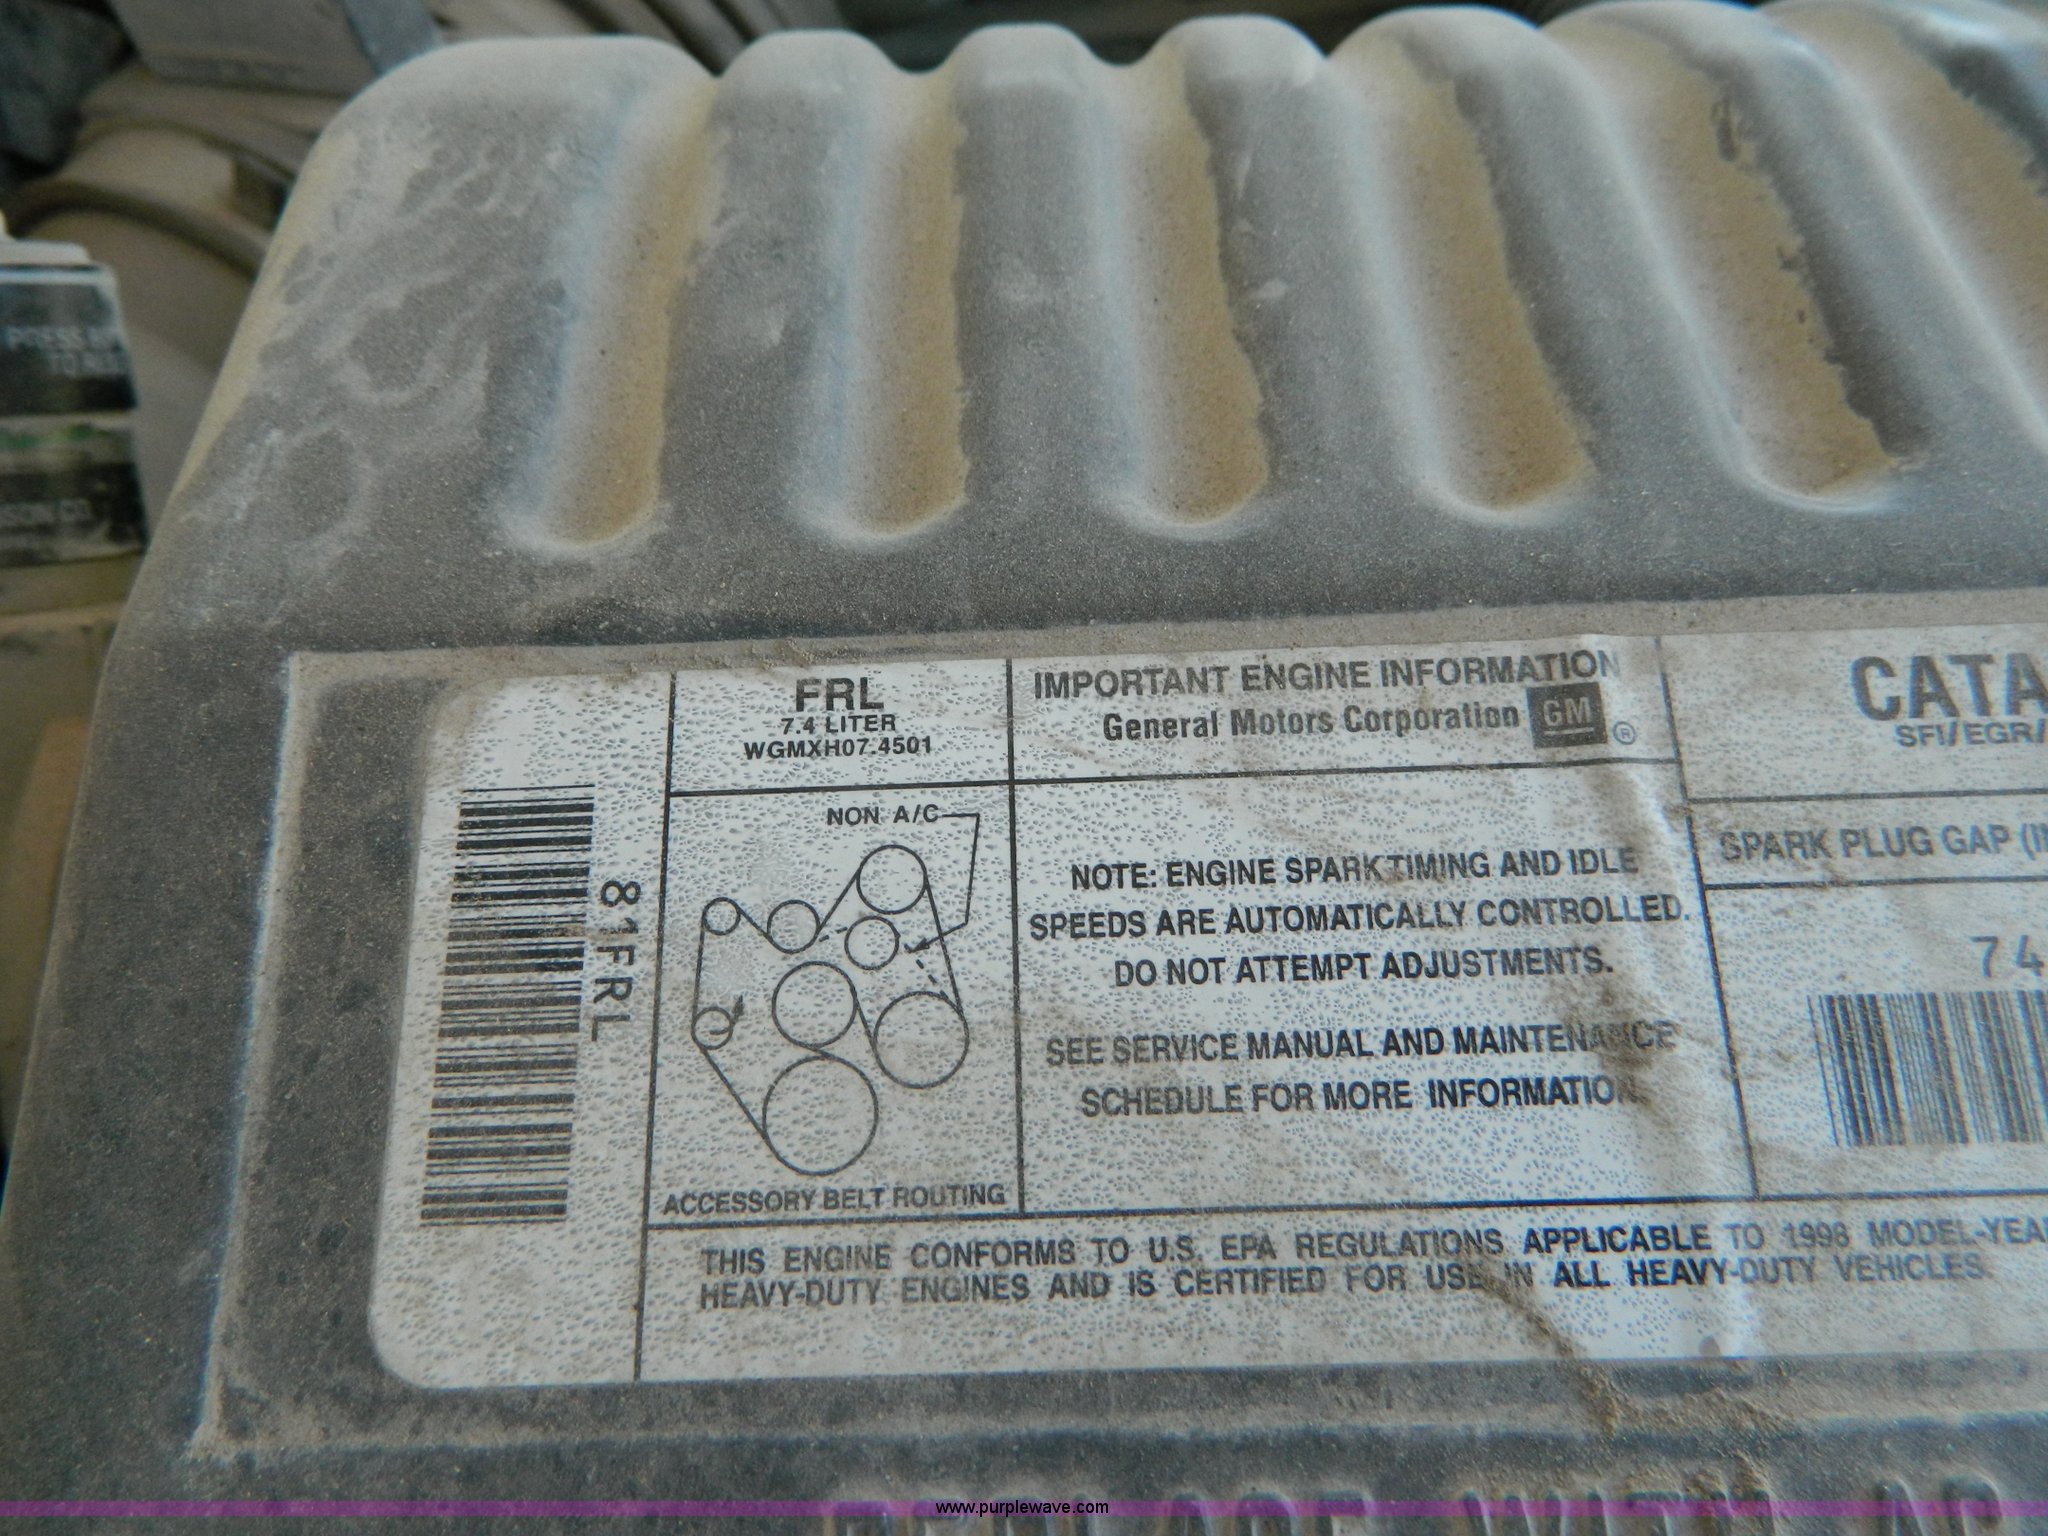 FRL
7.4 LITER
WGMXH07.4501
NON A/C
81FRL
ACCESSORY BELT ROUTING
IMPORTANT ENGINE INFORMATION
General Motors Corporation GM ®
NOTE: ENGINE SPARK TIMING AND IDLE
SPEEDS ARE AUTOMATICALLY CONTROLLED.
DO NOT ATTEMPT ADJUSTMENTS.
SEE SERVICE MANUAL AND MAINTENANCE
SCHEDULE FOR MORE INFORMATION.
CATA
SFI/EGR/
SPARK PLUG GAP (I
74
THIS ENGINE CONFORMS TO U.S. EPA REGULATIONS APPLICABLE TO 1998 MODEL-YEA
HEAVY-DUTY ENGINES AND IS CERTIFIED FOR USE IN ALL HEAVY-DUTY VEHICLES.
www.purplewave.com